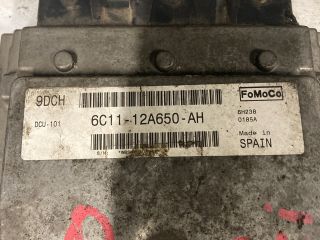 9DCH
FoMoCo
DCU-101
6C11-12A650-AH
6H238
0185A
Made in
SPAIN